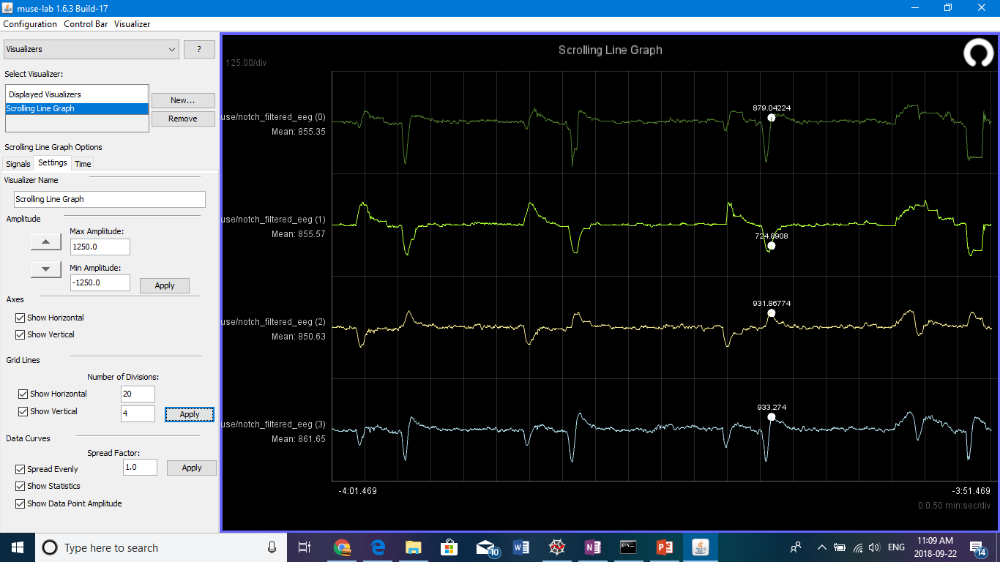 muse-lab 1.6.3 Build-17
Configuration Control Bar Visualizer
Visualizers
?
Select Visualizer:
Displayed Visualizers
Scrolling Line Graph
New...
Remove
Scrolling Line Graph Options
Signals Settings Time
Visualizer Name
Scrolling Line Graph
Amplitude
Max Amplitude:
1250.0
Min Amplitude:
-1250.0
Apply
Axes
Show Horizontal
Show Vertical
Grid Lines
Number of Divisions:
Show Horizontal 20
Show Vertical 4
Apply
Data Curves
Spread Factor:
Spread Evenly 1.0 Apply
Show Statistics
Show Data Point Amplitude
Scrolling Line Graph
125.00/div
use/notch_filtered_eeg (0)
Mean: 855.35
879.04224
use/notch_filtered_eeg (1)
Mean: 855.57
724.8908
use/notch_filtered_eeg (2)
Mean: 850.63
931.86774
use/notch_filtered_eeg (3)
Mean: 861.65
933.274
-4:01.469
-3:51.469
0:0.50 min:sec/div
Type here to search
10
ENG
11:09 AM
2018-09-22
14